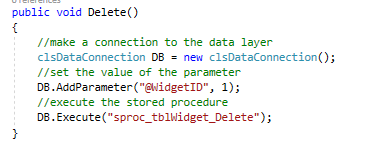 0 references
public void Delete()
{
//make a connection to the data layer
clsDataConnection DB = new clsDataConnection();
//set the value of the parameter
DB.AddParameter("@WidgetID", 1);
//execute the stored procedure
DB.Execute("sproc_tblWidget_Delete");
}